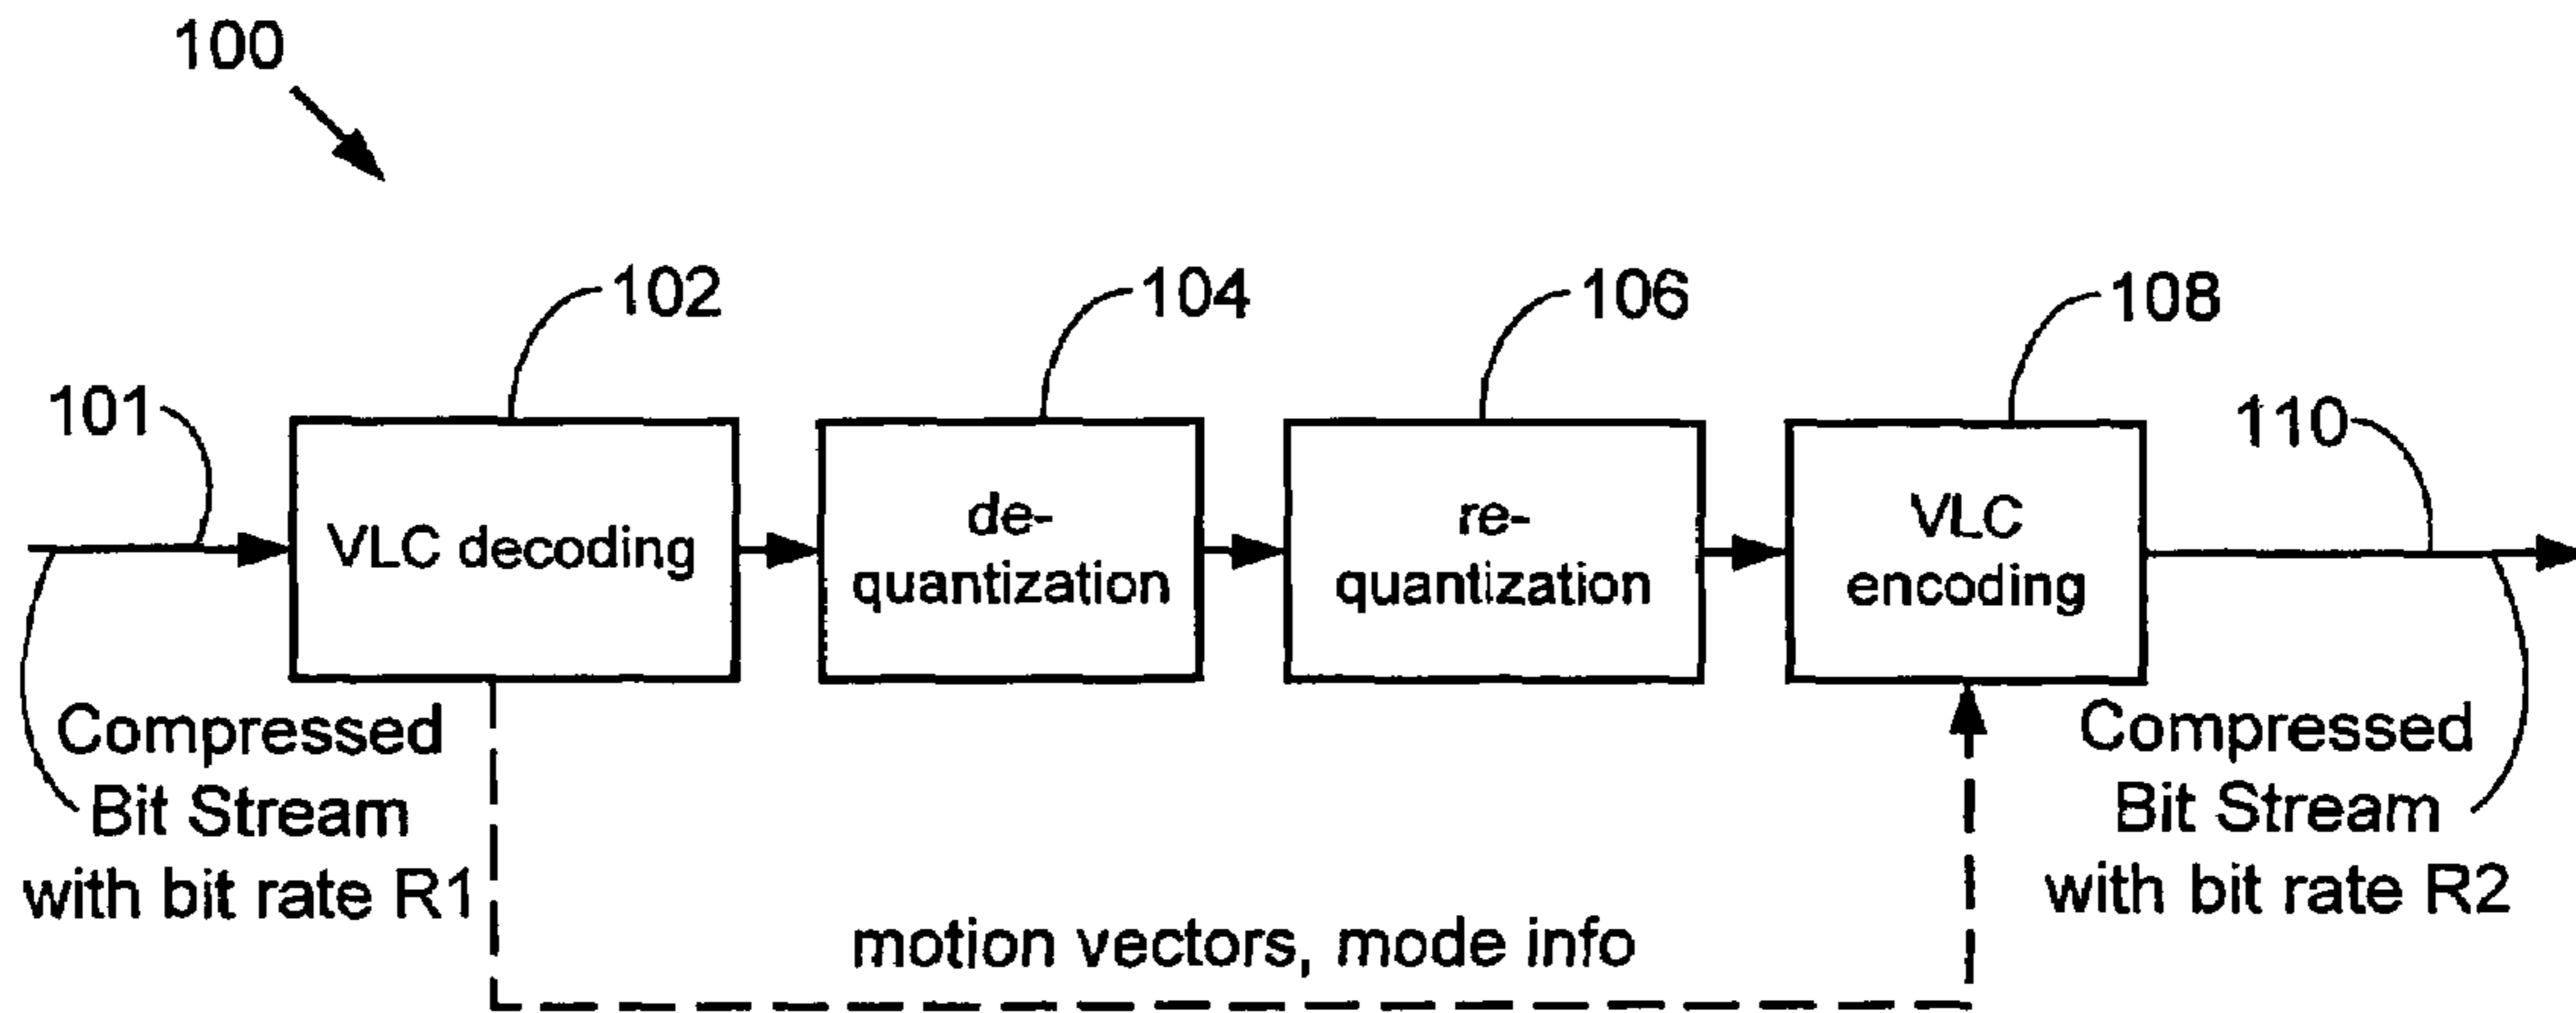 100
102
104
106
108
101
110
VLC decoding
de-
quantization
re-
quantization
VLC
encoding
Compressed
Bit Stream
with bit rate R1
Compressed
Bit Stream
with bit rate R2
motion vectors, mode info